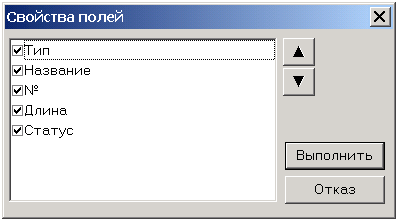 Свойства полей
Тип
Название
№
Длина
Статус
Выполнить
Отказ